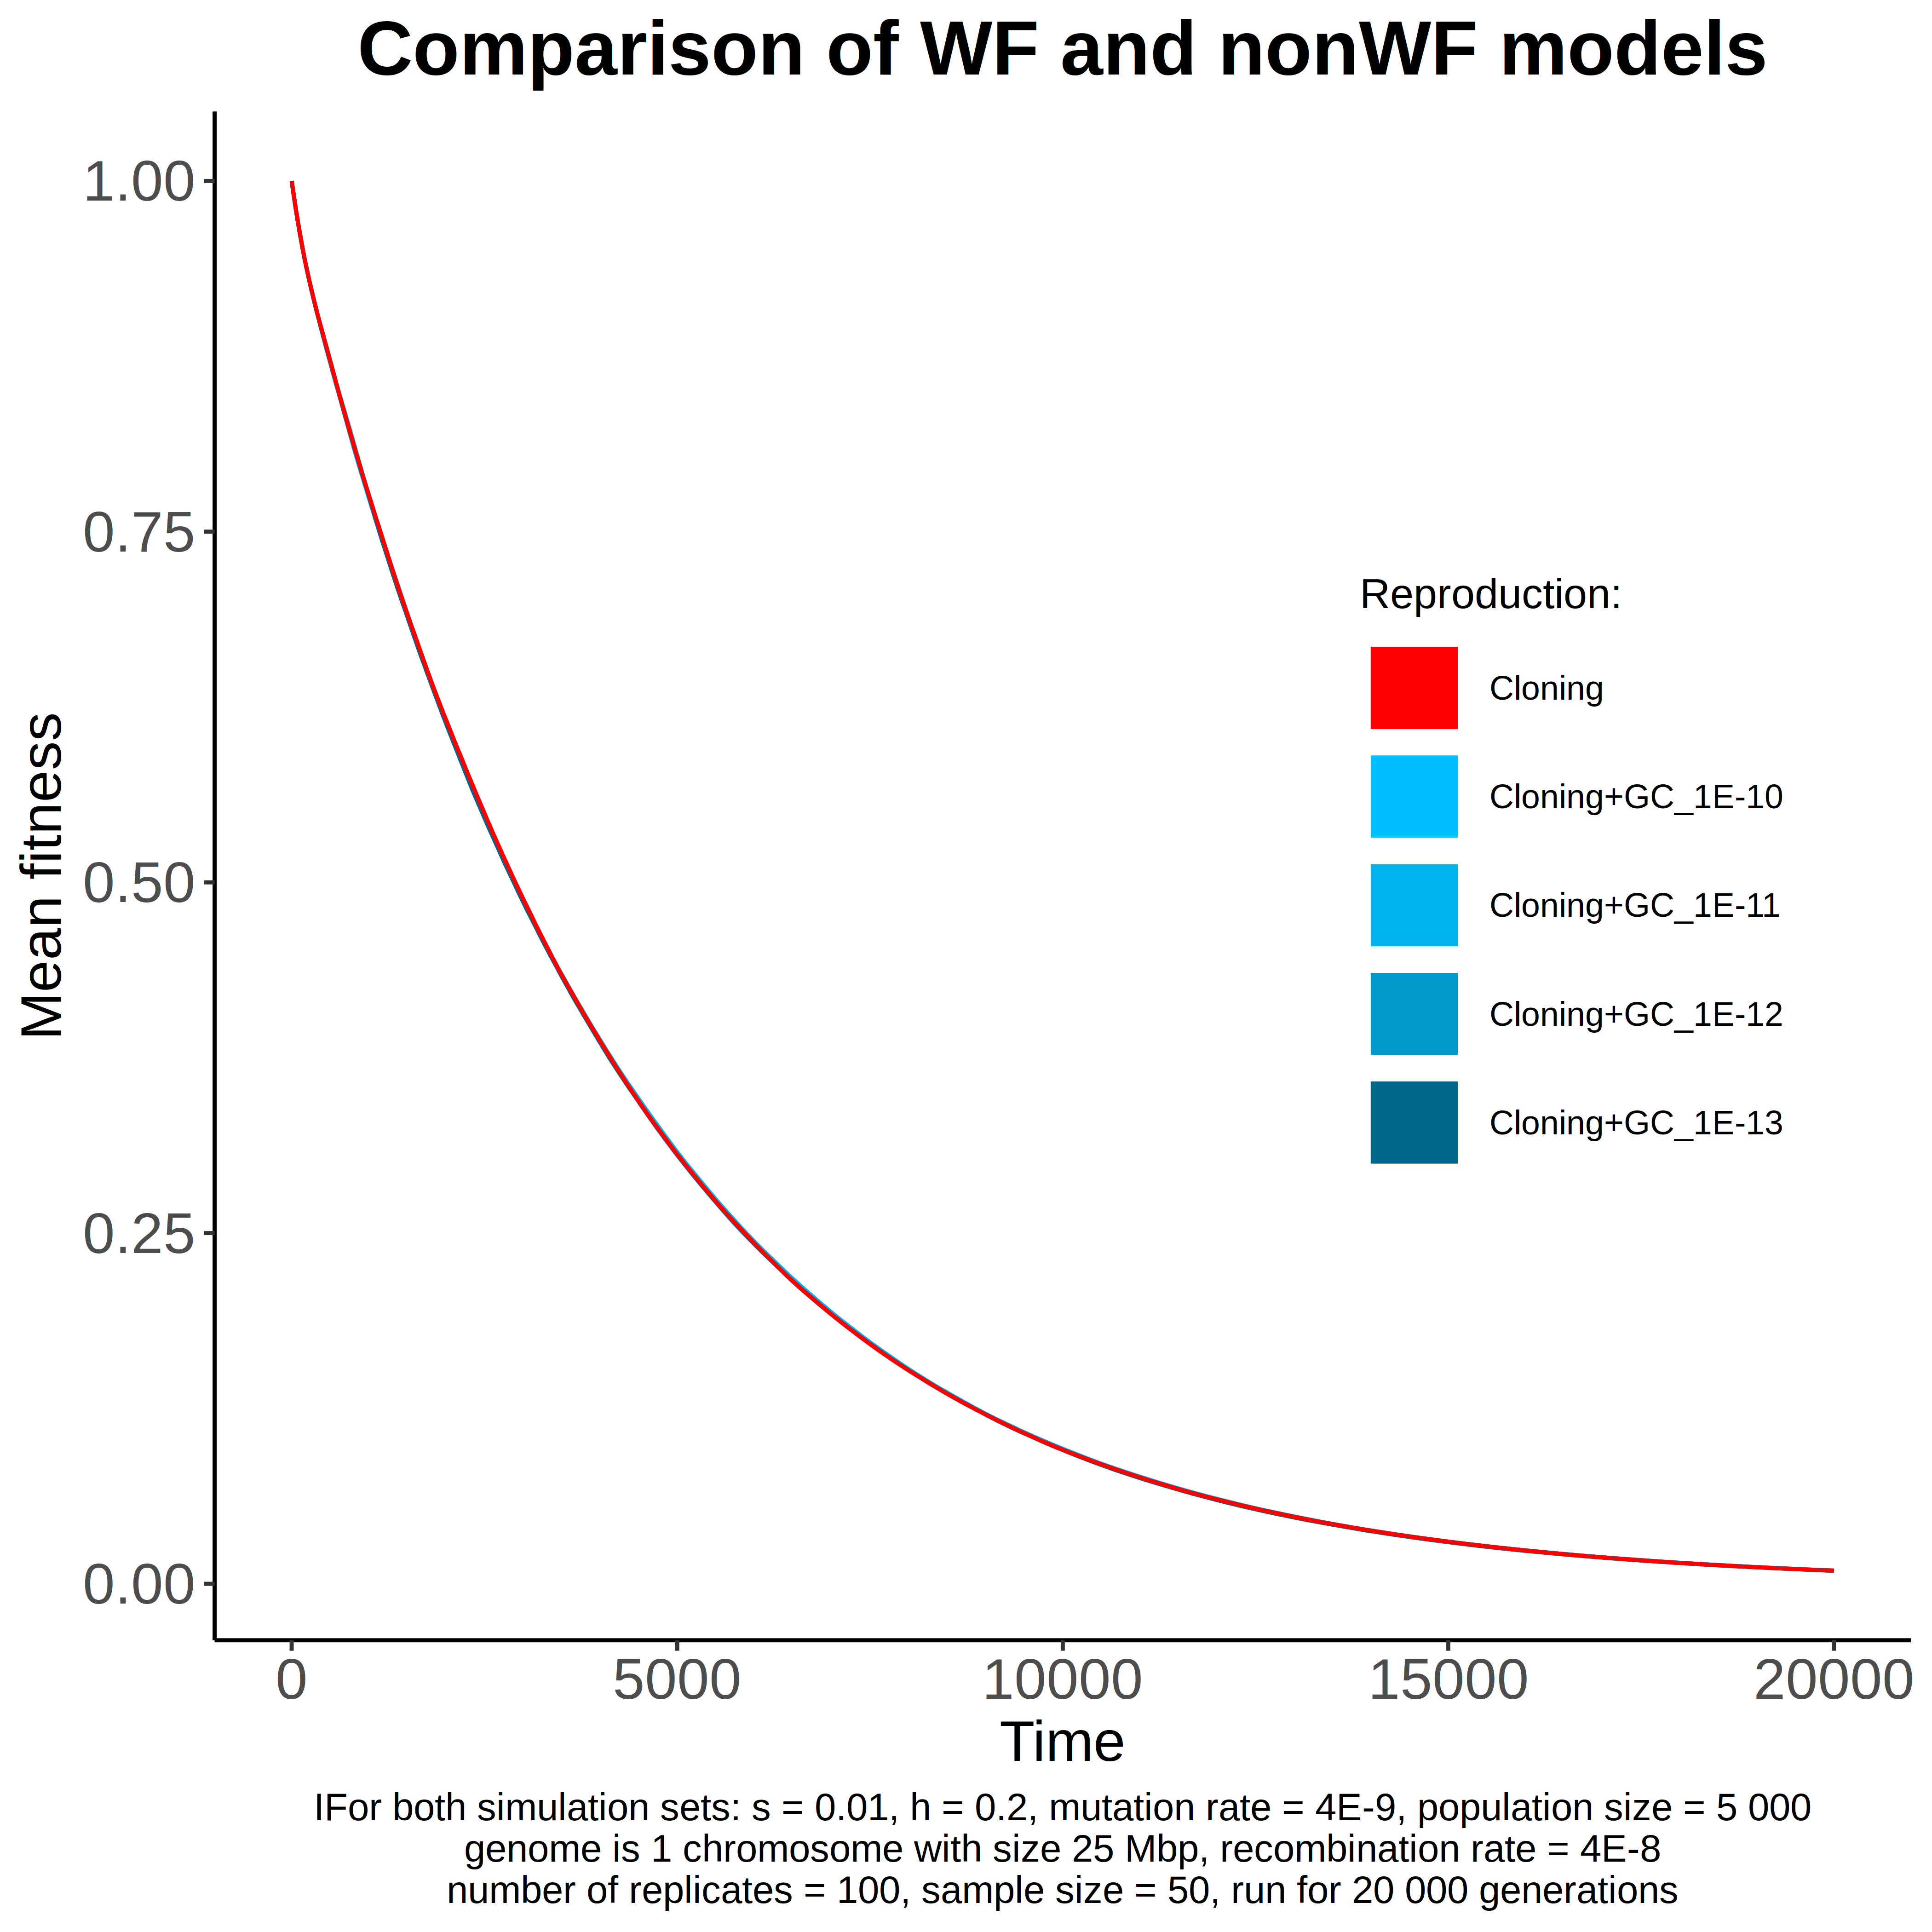 Comparison of WF and nonWF models
1.00
0.75
0.50
0.25
0.00
Mean fitness
Reproduction:
Cloning
Cloning+GC_1E-10
Cloning+GC_1E-11
Cloning+GC_1E-12
Cloning+GC_1E-13
0 5000 10000 15000 20000
Time
IFor both simulation sets: s = 0.01, h = 0.2, mutation rate = 4E-9, population size = 5 000
genome is 1 chromosome with size 25 Mbp, recombination rate = 4E-8
number of replicates = 100, sample size = 50, run for 20 000 generations